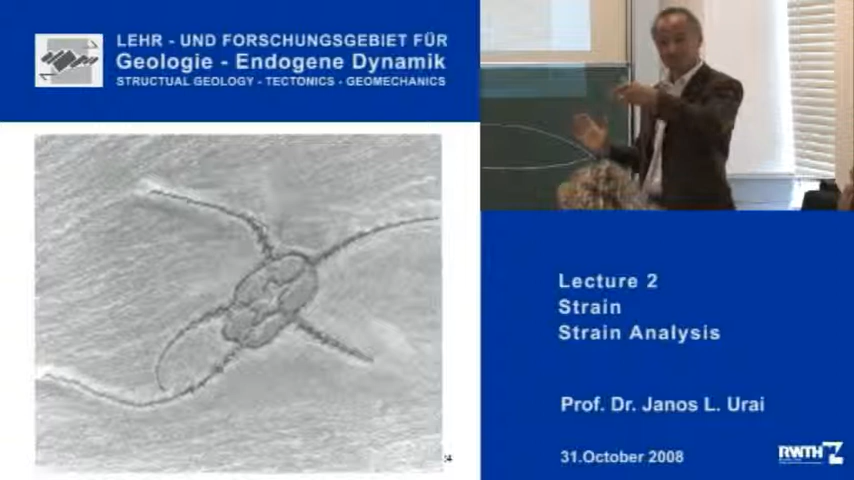 LEHR - UND FORSCHUNGSGEBIET FÜR
Geologie - Endogene Dynamik
STRUCTUAL GEOLOGY - TECTONICS - GEOMECHANICS
Lecture 2
Strain
Strain Analysis
Prof. Dr. Janos L. Urai
31.October 2008
RWTH